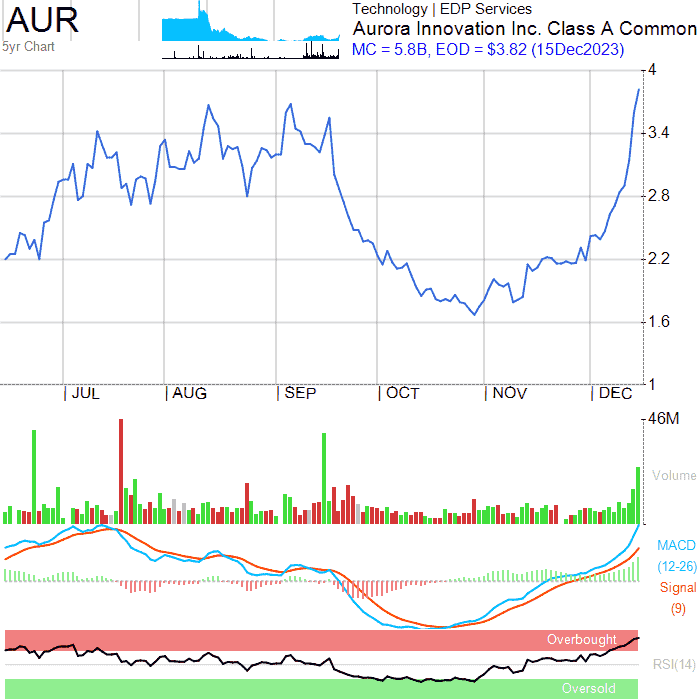 AUR
5yr Chart
Technology | EDP Services
Aurora Innovation Inc. Class A Common
MC = 5.8B, EOD = $3.82 (15Dec2023)
4
3.4
2.8
2.2
1.6
1
JUL AUG SEP OCT NOV DEC
46M
Volume
MACD
(12-26)
Signal
(9)
Overbought
RSI(14)
Oversold